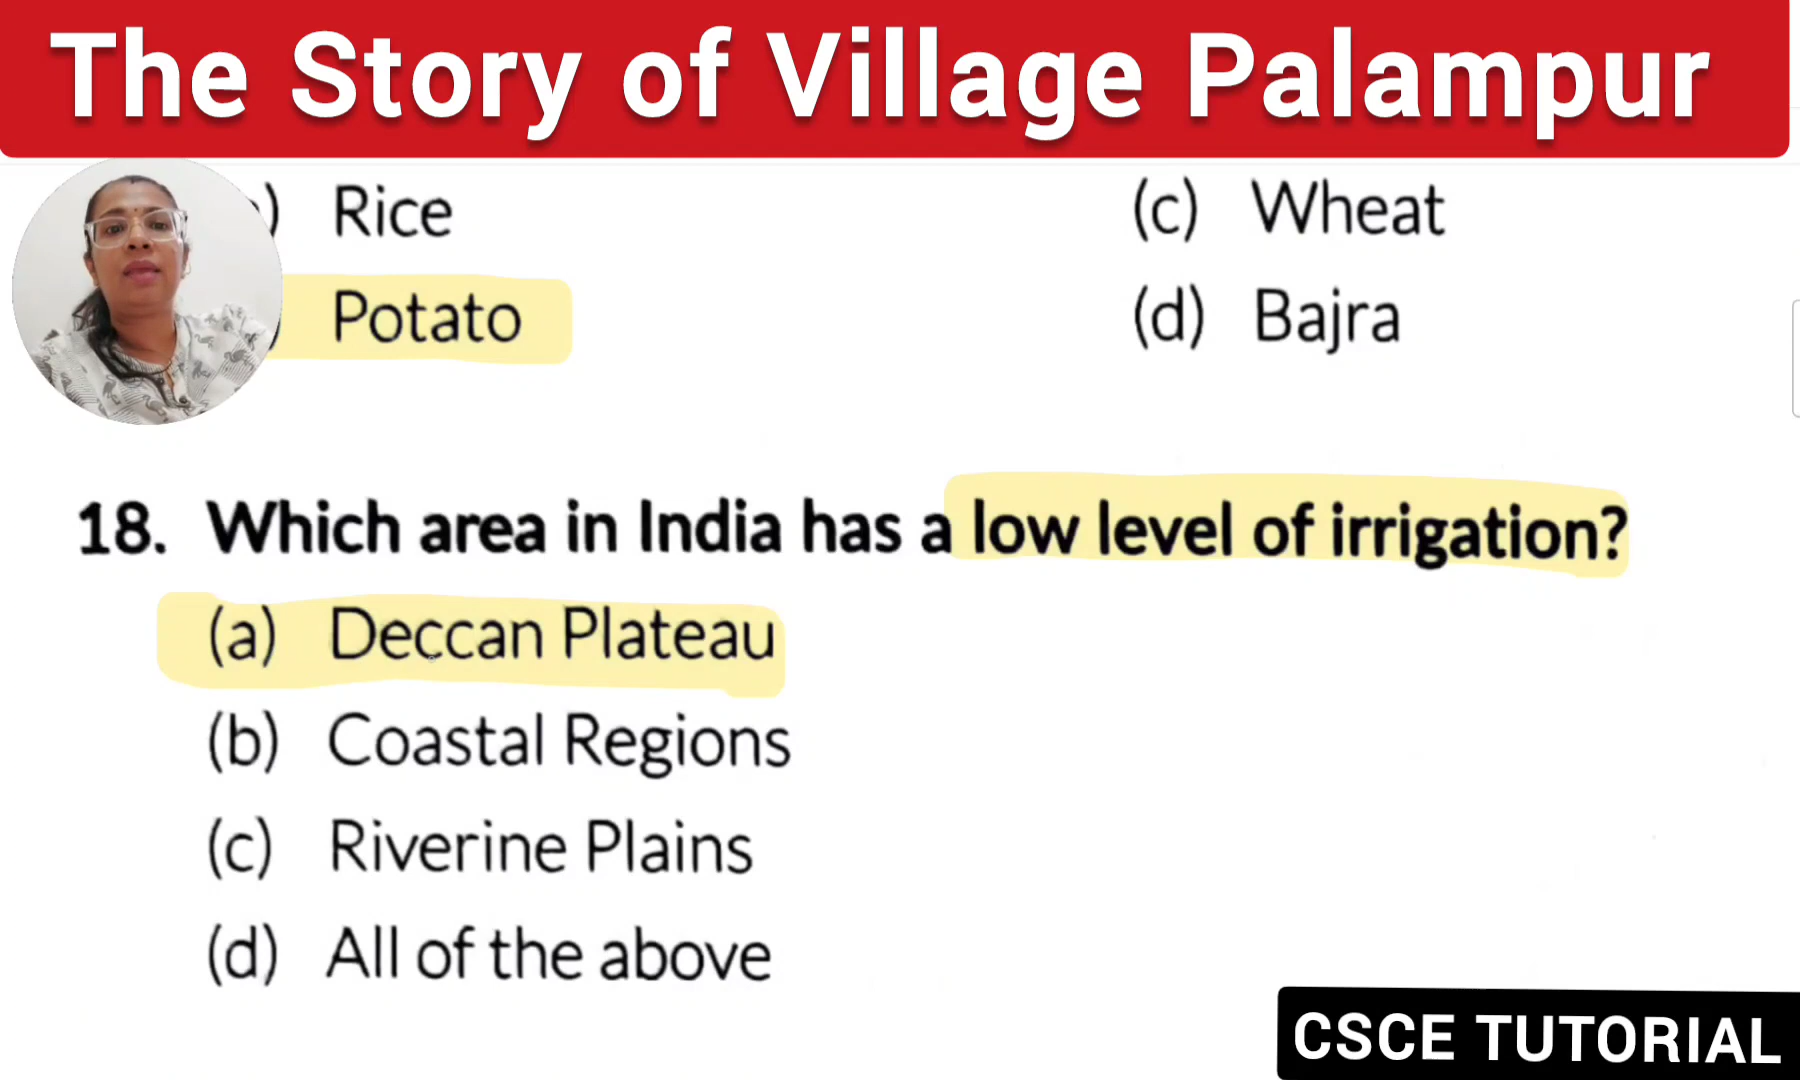 The Story of Village Palampur
) Rice (c) Wheat
) Potato (d) Bajra
18. Which area in India has a low level of irrigation?
(a) Deccan Plateau
(b) Coastal Regions
(c) Riverine Plains
(d) All of the above
CSCE TUTORIAL